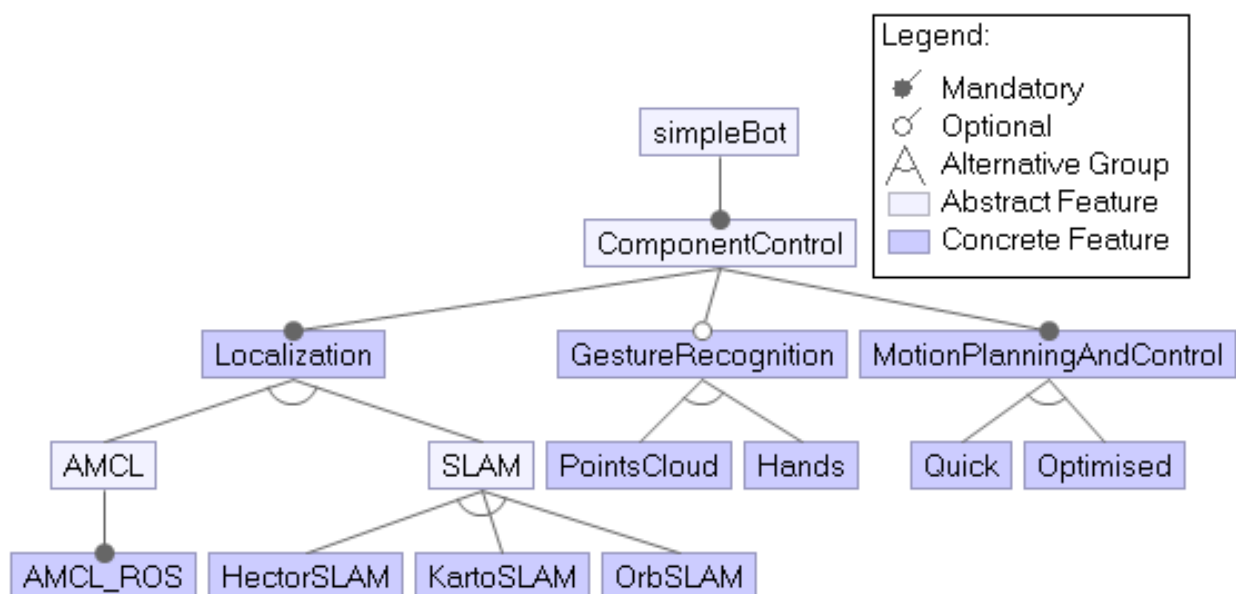 Legend:
Mandatory
Optional
Alternative Group
Abstract Feature
Concrete Feature
simpleBot
ComponentControl
Localization
GestureRecognition
MotionPlanningAndControl
AMCL
SLAM
PointsCloud
Hands
Quick
Optimised
AMCL_ROS
HectorSLAM
KartoSLAM
OrbSLAM